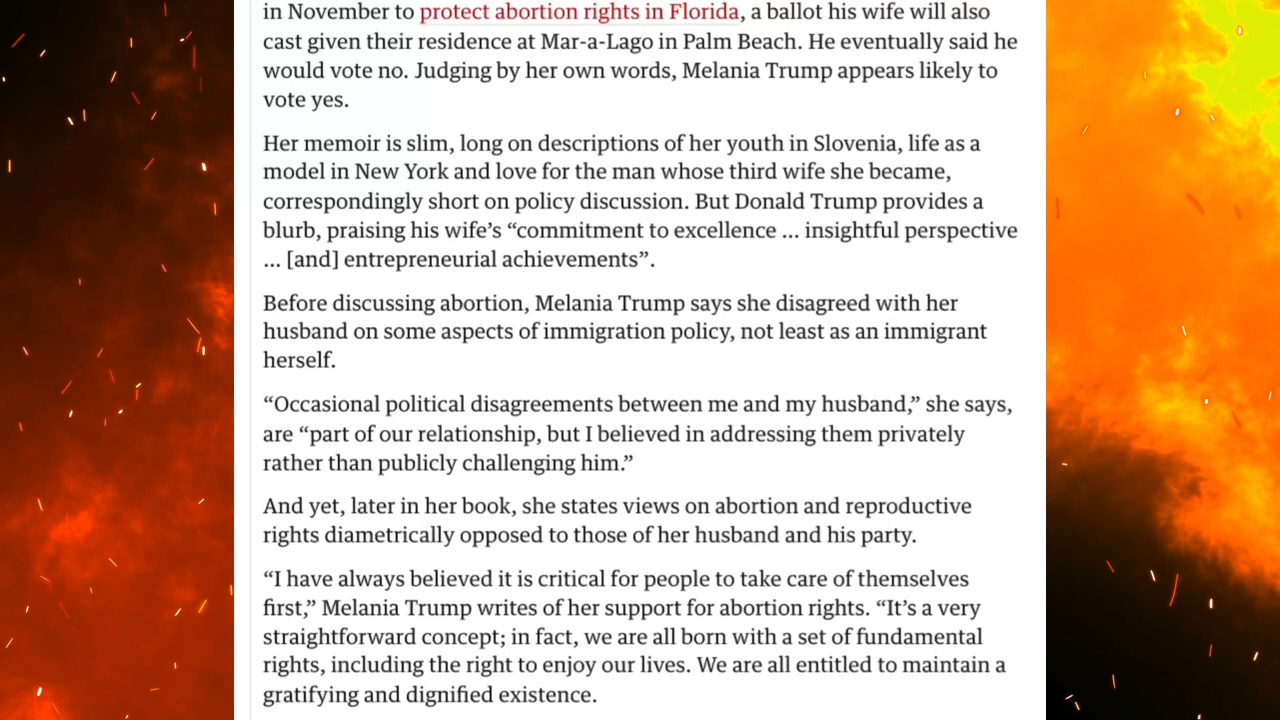 in November to protect abortion rights in Florida, a ballot his wife will also
cast given their residence at Mar-a-Lago in Palm Beach. He eventually said he
would vote no. Judging by her own words, Melania Trump appears likely to
vote yes.
Her memoir is slim, long on descriptions of her youth in Slovenia, life as a
model in New York and love for the man whose third wife she became,
correspondingly short on policy discussion. But Donald Trump provides a
blurb, praising his wife’s “commitment to excellence ... insightful perspective
... [and] entrepreneurial achievements”.
Before discussing abortion, Melania Trump says she disagreed with her
husband on some aspects of immigration policy, not least as an immigrant
herself.
“Occasional political disagreements between me and my husband,” she says,
are “part of our relationship, but I believed in addressing them privately
rather than publicly challenging him.”
And yet, later in her book, she states views on abortion and reproductive
rights diametrically opposed to those of her husband and his party.
“I have always believed it is critical for people to take care of themselves
first,” Melania Trump writes of her support for abortion rights. “It’s a very
straightforward concept; in fact, we are all born with a set of fundamental
rights, including the right to enjoy our lives. We are all entitled to maintain a
gratifying and dignified existence.